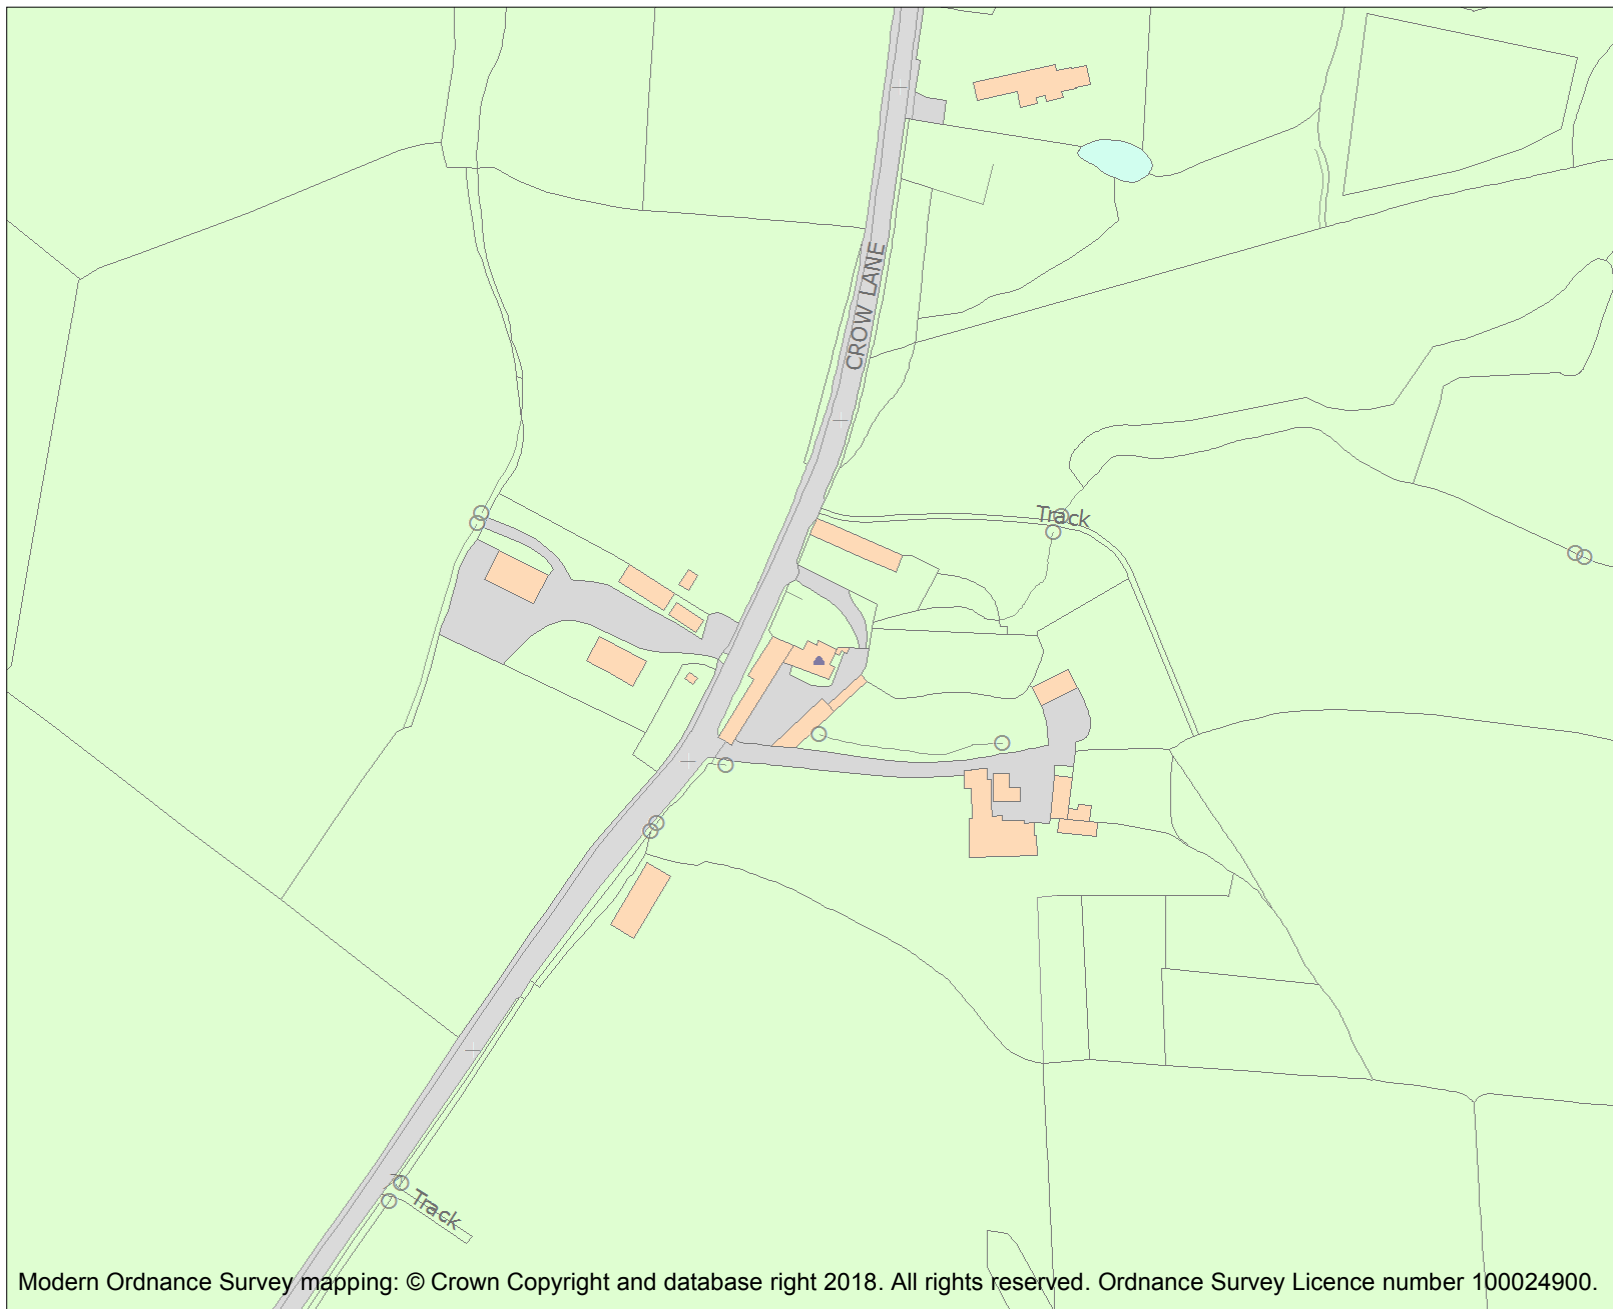 CROW LANE
Track
Track
Modern Ordnance Survey mapping: © Crown Copyright and database right 2018. All rights reserved. Ordnance Survey Licence number 100024900.